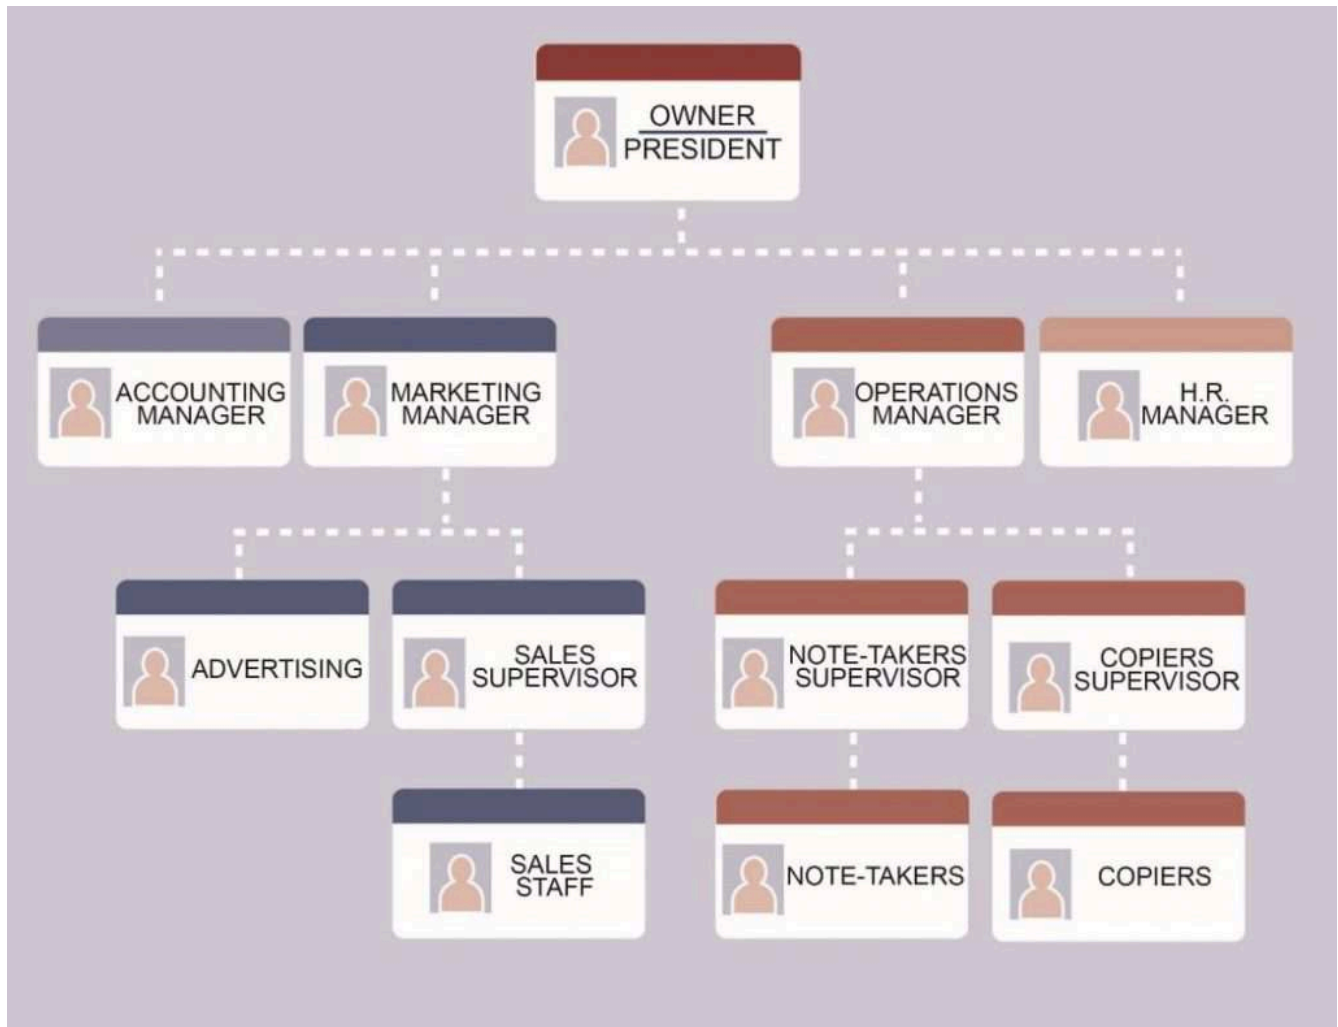 OWNER
PRESIDENT
ACCOUNTING
MANAGER
MARKETING
MANAGER
OPERATIONS
MANAGER
H.R.
MANAGER
ADVERTISING
SALES
SUPERVISOR
NOTE-TAKERS
SUPERVISOR
COPIERS
SUPERVISOR
SALES
STAFF
NOTE-TAKERS
COPIERS